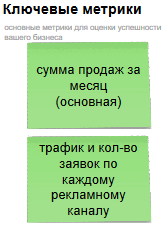 Ключевые метрики
основные метрики для оценки успешности
вашего бизнеса
сумма продаж за
месяц
(основная)
трафик и кол-во
заявок по
каждому
рекламному
каналу